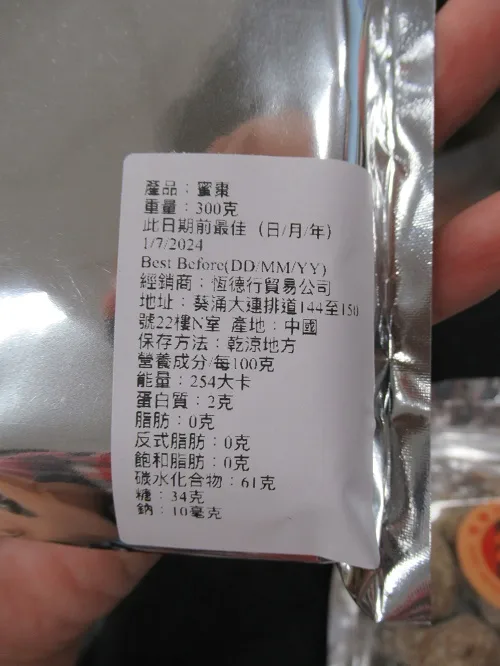 產品：蜜棗
重量：300克
此日期前最佳（日/月/年）
1/7/2024
Best Before(DD/MM/YY)
經銷商：恆德行貿易公司
地址：葵涌大連排道144至150
號22樓N室 產地：中國
保存方法：乾涼地方
營養成分/每100克
能量：254大卡
蛋白質：2克
脂肪：0克
反式脂肪：0克
飽和脂肪：0克
碳水化合物：61克
糖：34克
鈉：10毫克